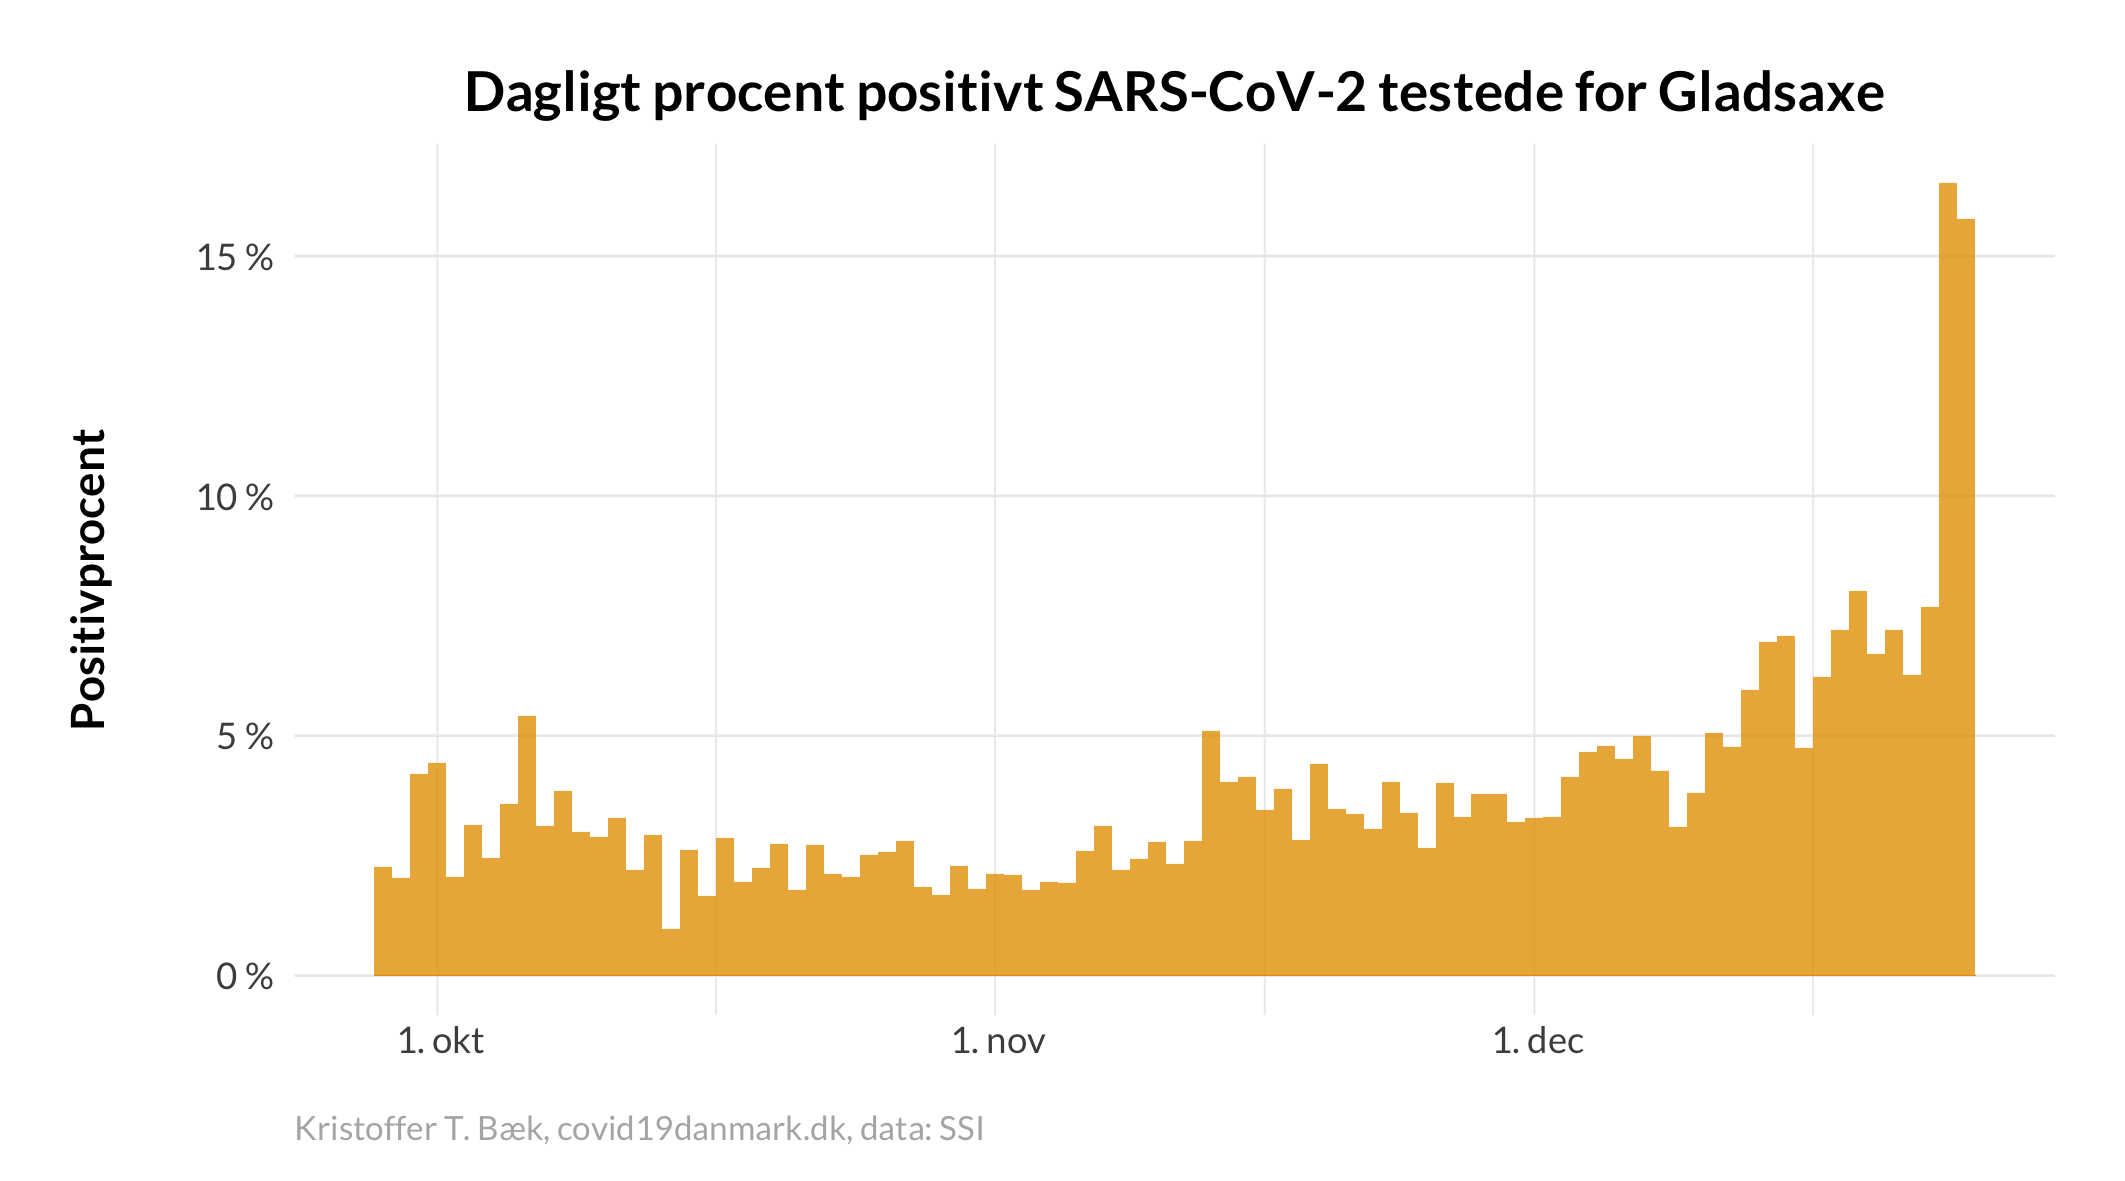 Dagligt procent positivt SARS-CoV-2 testede for Gladsaxe
Positivprocent
15 %
10 %
5 %
0 %
1. okt
1. nov
1. dec
Kristoffer T. Bæk, covid19danmark.dk, data: SSI